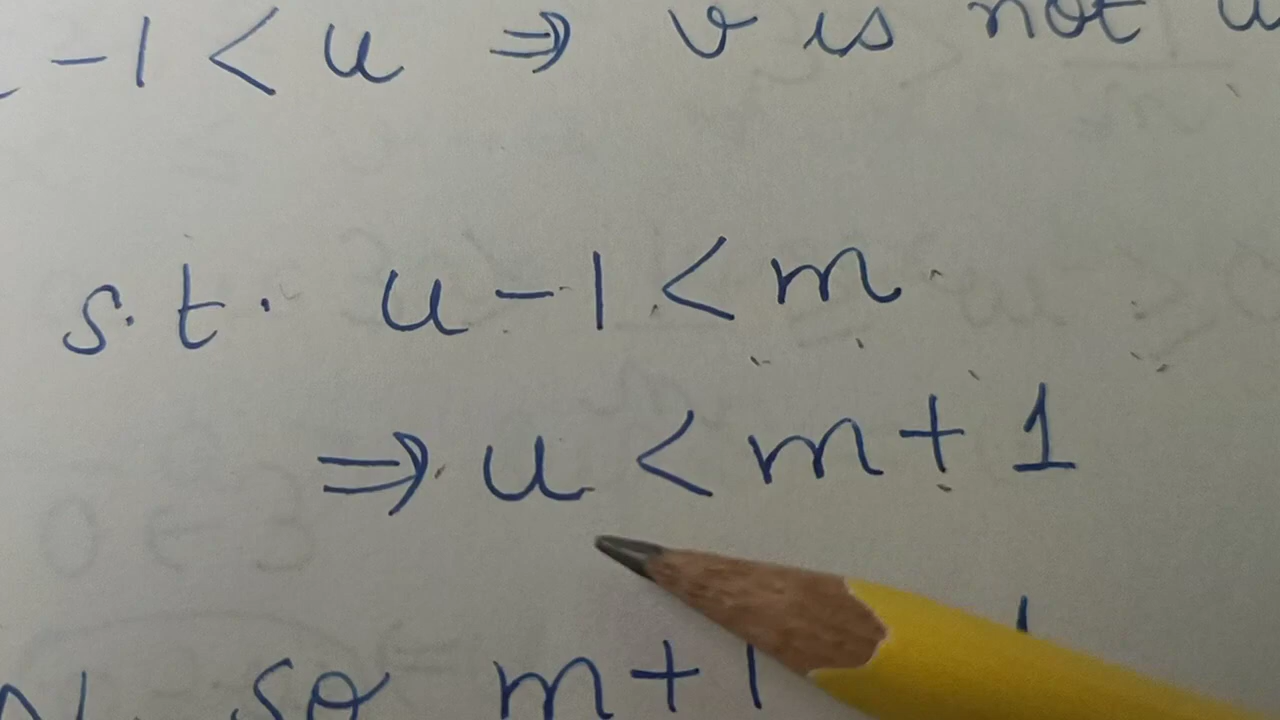 -1 < u ⇒ v is not u
s.t. u-1 < m
⇒ u < m+1
N, so m+1